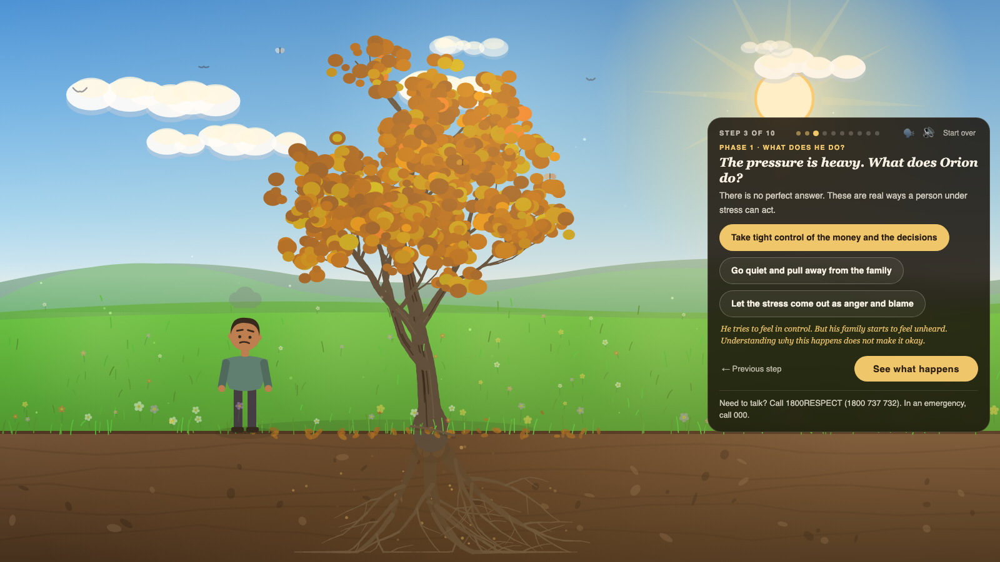 STEP 3 OF 10
Start over
PHASE 1 · WHAT DOES HE DO?
The pressure is heavy. What does Orion
do?
There is no perfect answer. These are real ways a person under
stress can act.
Take tight control of the money and the decisions
Go quiet and pull away from the family
Let the stress come out as anger and blame
He tries to feel in control. But his family starts to feel unheard.
Understanding why this happens does not make it okay.
← Previous step
See what happens
Need to talk? Call 1800RESPECT (1800 737 732). In an emergency,
call 000.